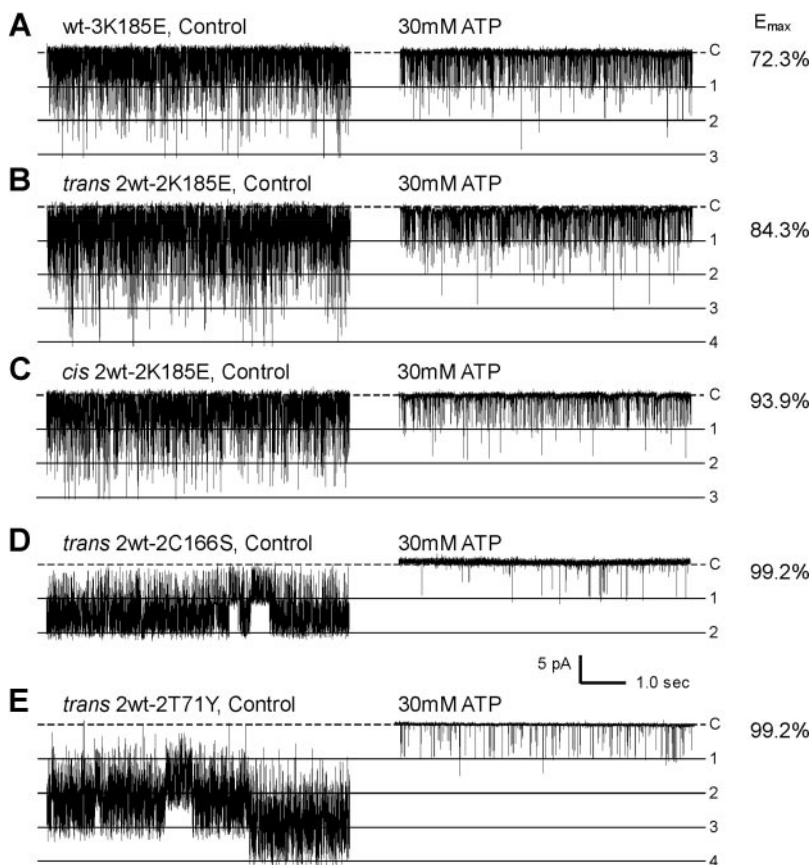 A wt-3K185E, Control 30mM ATP E_max
C 72.3%
1
2
3
B trans 2wt-2K185E, Control 30mM ATP
C 84.3%
1
2
3
4
C cis 2wt-2K185E, Control 30mM ATP
C 93.9%
1
2
3
D trans 2wt-2C166S, Control 30mM ATP
C 99.2%
1
2
5 pA 1.0 sec
E trans 2wt-2T71Y, Control 30mM ATP
C 99.2%
1
2
3
4